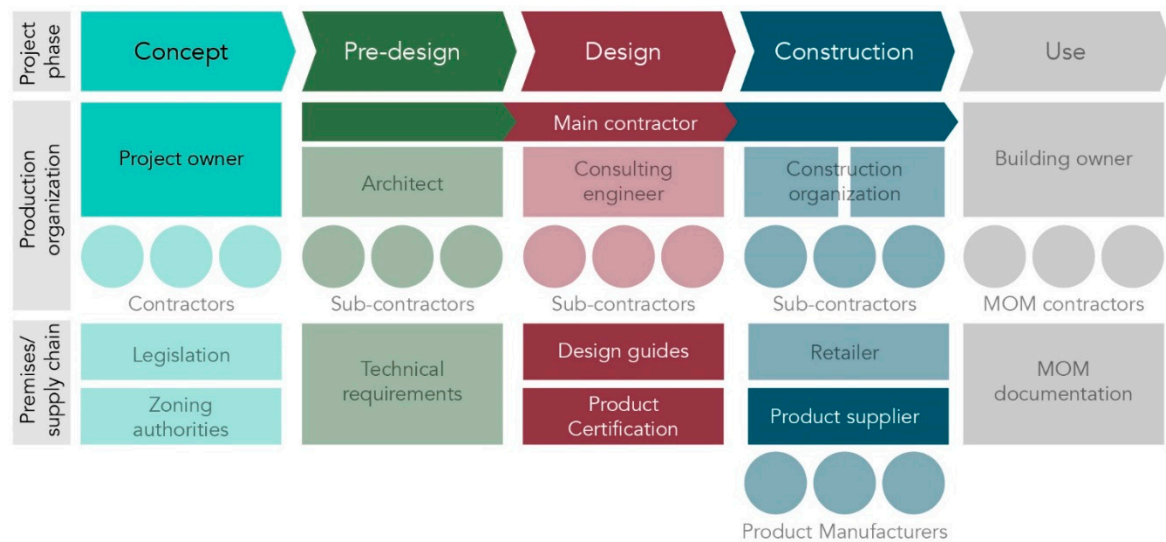 Project
phase
Concept
Pre-design
Design
Construction
Use
Production
organization
Project owner
Main contractor
Architect
Consulting
engineer
Construction
organization
Building owner
Contractors
Sub-contractors
Sub-contractors
Sub-contractors
MOM contractors
Premises/
supply chain
Legislation
Zoning
authorities
Technical
requirements
Design guides
Product
Certification
Retailer
Product supplier
MOM
documentation
Product Manufacturers